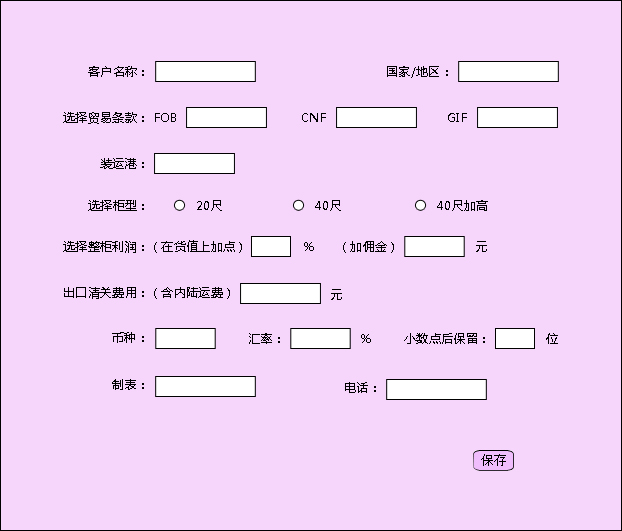 客户名称： 国家/地区：
选择贸易条款： FOB CNF GIF
装运港：
选择柜型： 20尺 40尺 40尺加高
选择整柜利润：（在货值上加点） % （加佣金） 元
出口清关费用：（含内陆运费） 元
币种： 汇率： % 小数点后保留： 位
制表： 电话：
保存